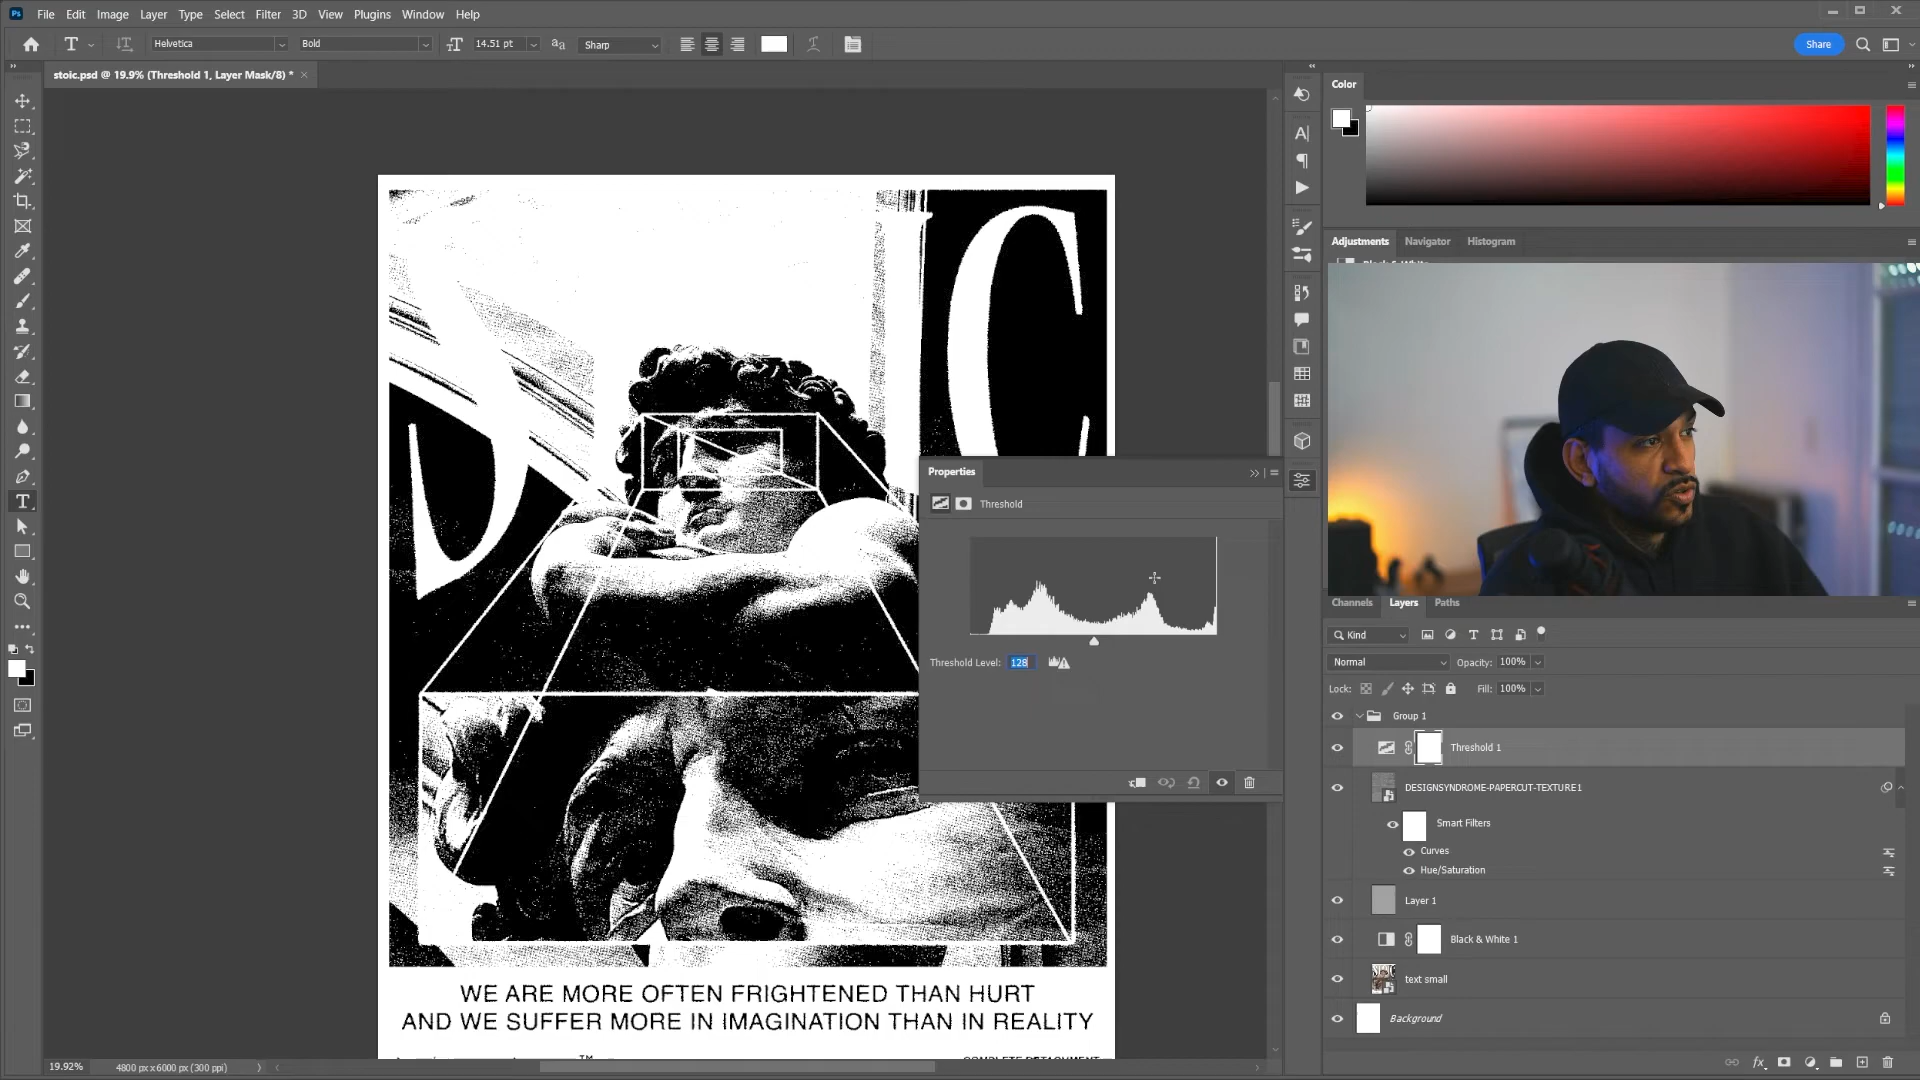 File Edit Image Layer Type Select Filter 3D View Plugins Window Help
Helvetica Bold 14.51 pt Sharp Share
stoic.psd @ 19.9% (Threshold 1, Layer Mask/8) *
Color
Adjustments Navigator Histogram
C
Properties
Threshold
Threshold Level: 128
WE ARE MORE OFTEN FRIGHTENED THAN HURT
AND WE SUFFER MORE IN IMAGINATION THAN IN REALITY
TM
COMPLETE DETACHMENT
Channels Layers Paths
Kind
Normal Opacity: 100%
Lock: Fill: 100%
Group 1
Threshold 1
DESIGNSYNDROME-PAPERCUT-TEXTURE1
Smart Filters
Curves
Hue/Saturation
Layer 1
Black & White 1
text small
Background
19.92% 4800 px x 6000 px (300 ppi)